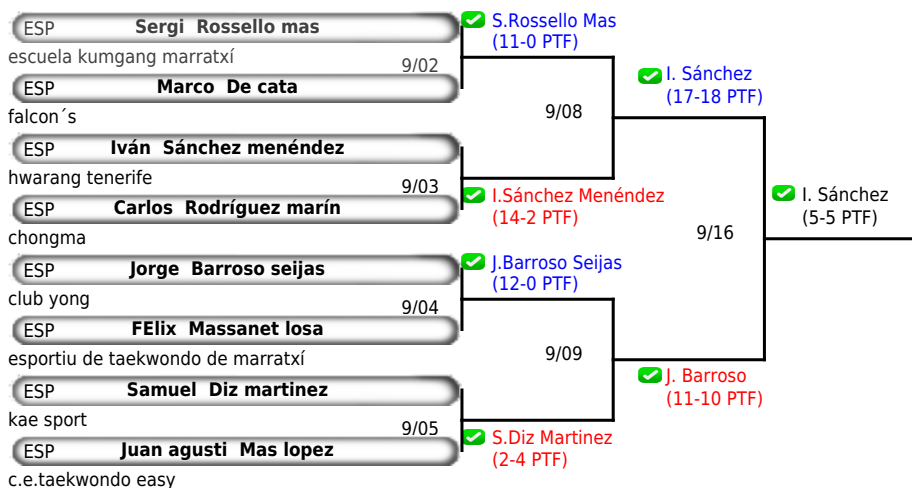 ESP Sergi Rossello mas
escuela kumgang marratxí
9/02
ESP Marco De cata
falcon´s
ESP Iván Sánchez menéndez
hwarang tenerife
9/03
ESP Carlos Rodríguez marín
chongma
ESP Jorge Barroso seijas
club yong
9/04
ESP FElix Massanet losa
esportiu de taekwondo de marratxí
ESP Samuel Diz martinez
kae sport
9/05
ESP Juan agusti Mas lopez
c.e.taekwondo easy
S.Rossello Mas
(11-0 PTF)
9/08
I.Sánchez Menéndez
(14-2 PTF)
J.Barroso Seijas
(12-0 PTF)
9/09
S.Diz Martinez
(2-4 PTF)
I. Sánchez
(17-18 PTF)
9/16
J. Barroso
(11-10 PTF)
I. Sánchez
(5-5 PTF)